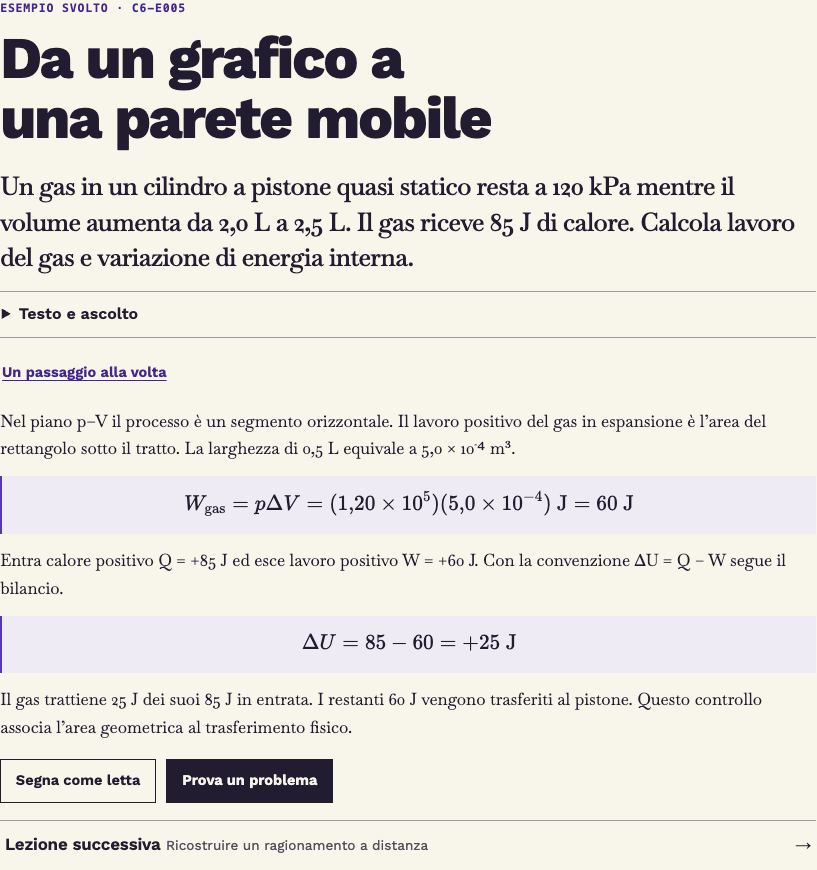 ESEMPIO SVOLTO · C6-E005
Da un grafico a
una parete mobile
Un gas in un cilindro a pistone quasi statico resta a 120 kPa mentre il
volume aumenta da 2,0 L a 2,5 L. Il gas riceve 85 J di calore. Calcola lavoro
del gas e variazione di energia interna.
▶ Testo e ascolto
Un passaggio alla volta
Nel piano p–V il processo è un segmento orizzontale. Il lavoro positivo del gas in espansione è l’area del
rettangolo sotto il tratto. La larghezza di 0,5 L equivale a 5,0 × 10⁻⁴ m³.
W_gas = pΔV = (1,20 × 10⁵)(5,0 × 10⁻⁴) J = 60 J
Entra calore positivo Q = +85 J ed esce lavoro positivo W = +60 J. Con la convenzione ΔU = Q − W segue il
bilancio.
ΔU = 85 − 60 = +25 J
Il gas trattiene 25 J dei suoi 85 J in entrata. I restanti 60 J vengono trasferiti al pistone. Questo controllo
associa l’area geometrica al trasferimento fisico.
Segna come letta Prova un problema
Lezione successiva Ricostruire un ragionamento a distanza →